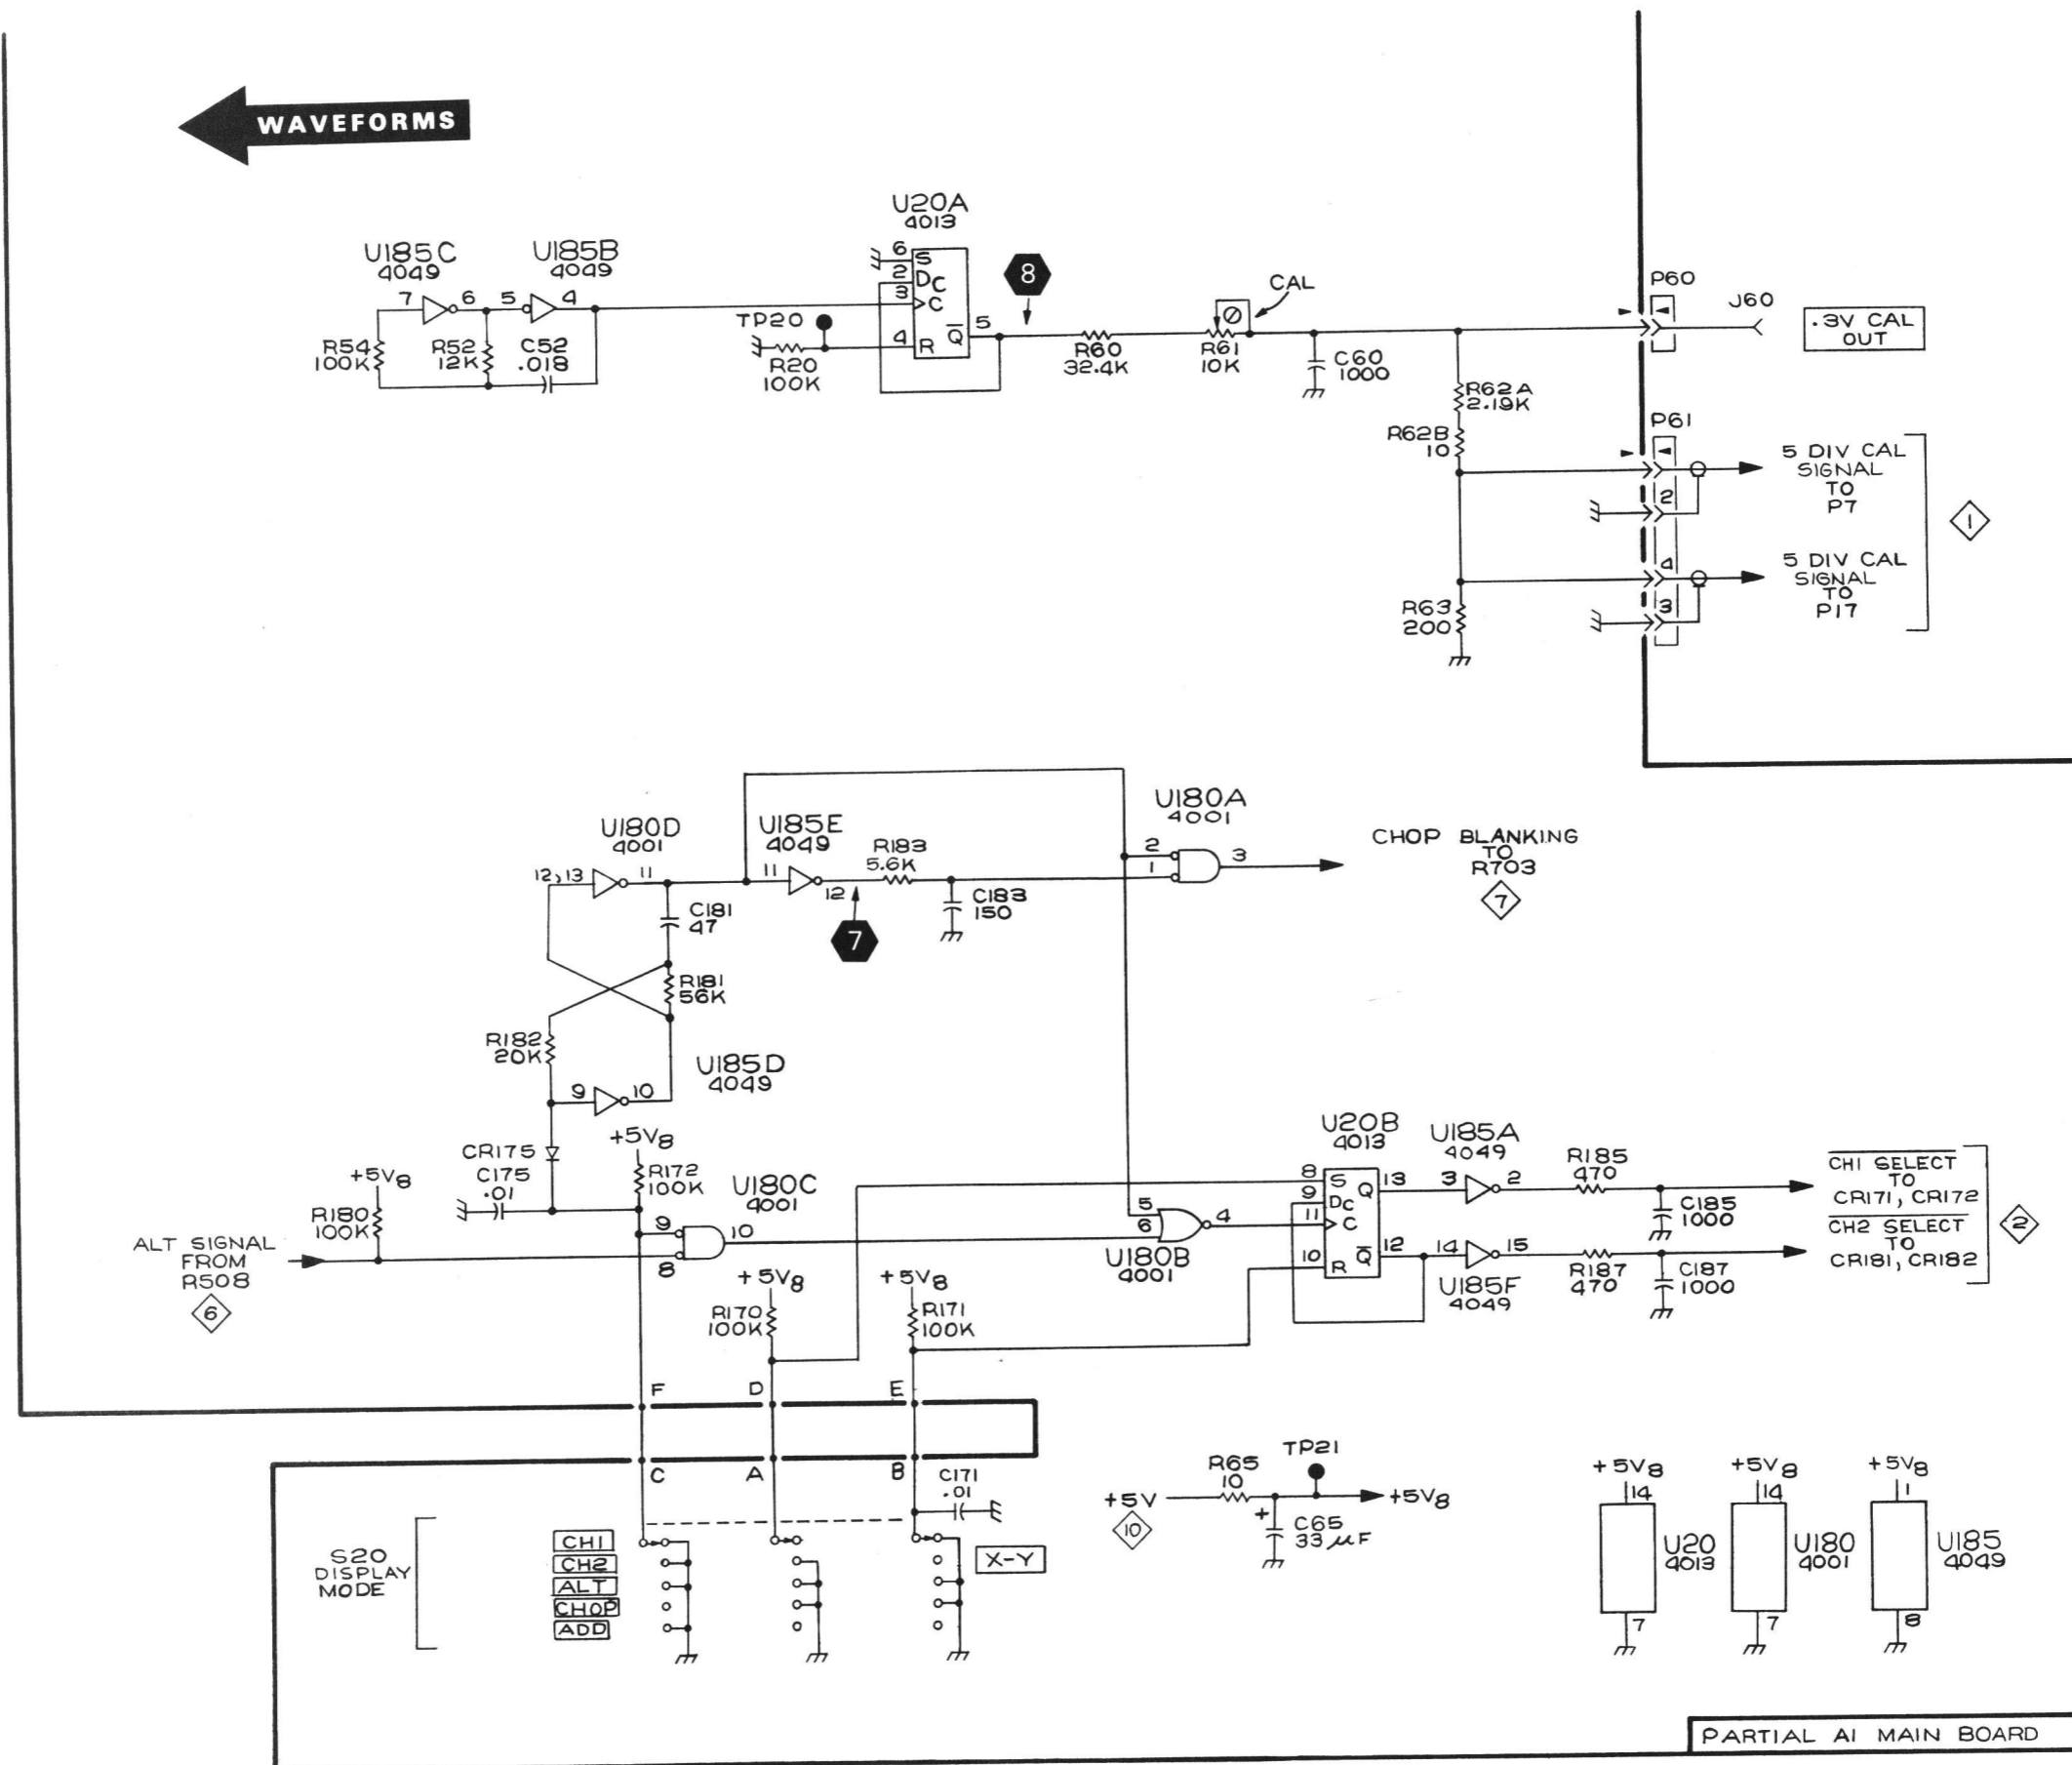 WAVEFORMS
U20A
4013
U185C
4049
U185B
4049
7
6
5
4
R54
100K
R52
12K
C52
.018
TP20
R20
100K
6
S
2
D C
3
C
4
R
Q̅
5
8
R60
32.4K
R61
10K
CAL
C60
1000
P60
J60
.3V CAL
OUT
R62A
2.19K
R62B
10
P61
5 DIV CAL
SIGNAL
TO
P7
2
1
4
5 DIV CAL
SIGNAL
TO
P17
3
R63
200
U180D
4001
12,13
11
U185E
4049
11
12
R183
5.6K
C183
150
7
U180A
4001
2
1
3
CHOP BLANKING
TO
R703
7
C181
47
R181
56K
R182
20K
U185D
4049
9
10
CR175
C175
.01
+5V8
R172
100K
+5V8
R180
100K
ALT SIGNAL
FROM
R508
6
U180C
4001
9
8
10
5
6
4
U180B
4001
U20B
4013
8
S
9
D C
11
C
10
R
Q
13
Q̅
12
U185A
4049
3
2
14
15
U185F
4049
R185
470
C185
1000
R187
470
C187
1000
C̅H̅1̅ S̅E̅L̅E̅C̅T̅
TO
CR171, CR172
C̅H̅2̅ S̅E̅L̅E̅C̅T̅
TO
CR181, CR182
2
+5V8
R170
100K
+5V8
R171
100K
F
D
E
C
A
B
C171
.01
S20
DISPLAY
MODE
CH1
CH2
ALT
CHOP
ADD
X-Y
+5V
10
R65
10
TP21
+5V8
+
C65
33 µF
+5V8
14
U20
4013
7
+5V8
14
U180
4001
7
+5V8
1
U185
4049
8
PARTIAL A1 MAIN BOARD